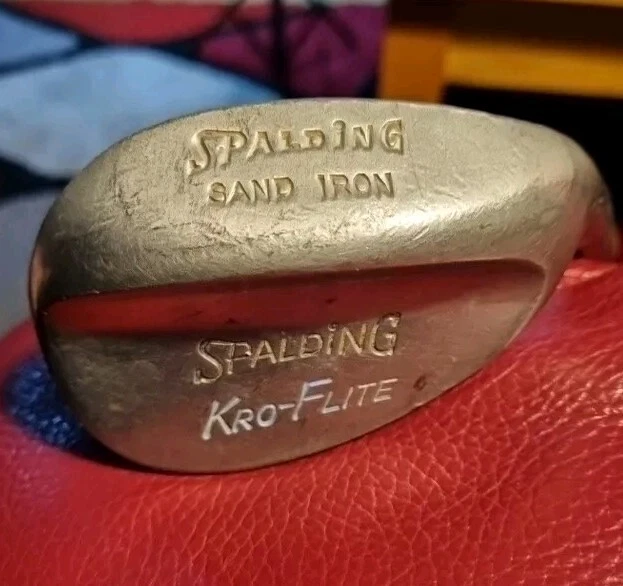 SPALDING
SAND IRON
SPALDING
KRO-FLITE